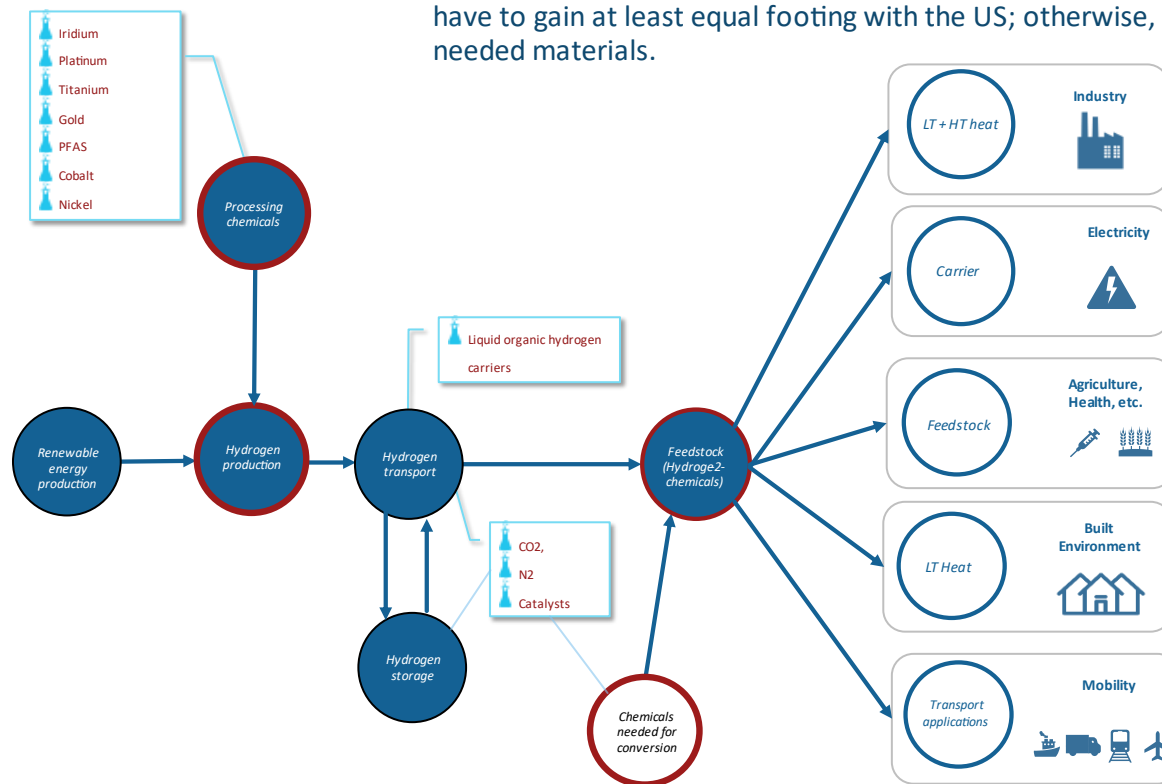 have to gain at least equal footing with the US; otherwise,
needed materials.
Iridium
Platinum
Titanium
Gold
PFAS
Cobalt
Nickel
Processing
chemicals
Liquid organic hydrogen
carriers
Renewable
energy
production
Hydrogen
production
Hydrogen
transport
Feedstock
(Hydroge2-
chemicals)
CO2,
N2
Catalysts
Hydrogen
storage
Chemicals
needed for
conversion
LT + HT heat
Industry
Carrier
Electricity
Feedstock
Agriculture,
Health, etc.
LT Heat
Built
Environment
Transport
applications
Mobility